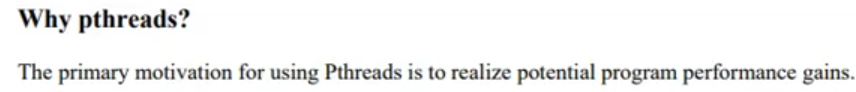 Why pthreads?
The primary motivation for using Pthreads is to realize potential program performance gains.